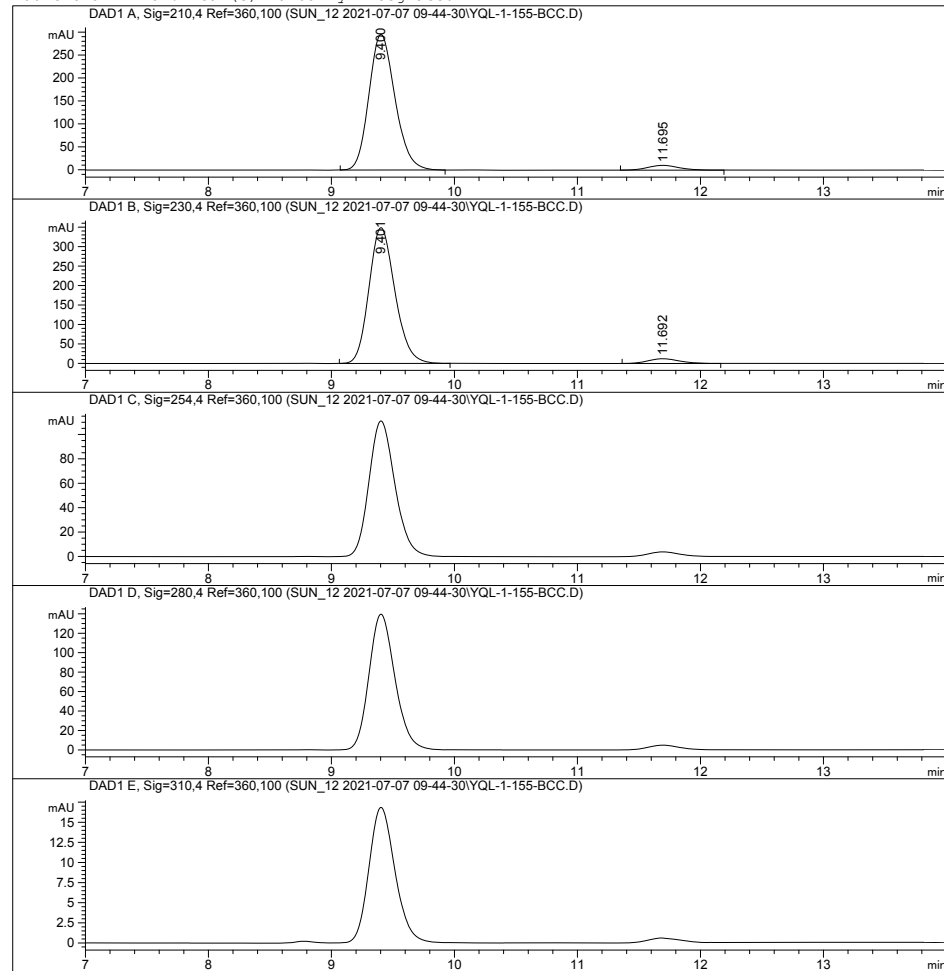 DAD1 A, Sig=210,4 Ref=360,100 (SUN_12 2021-07-07 09-44-30\YQL-1-155-BCC.D)
mAU
250
200
150
100
50
0
9.400
11.695
7 8 9 10 11 12 13 min
DAD1 B, Sig=230,4 Ref=360,100 (SUN_12 2021-07-07 09-44-30\YQL-1-155-BCC.D)
mAU
300
250
200
150
100
50
0
9.401
11.692
7 8 9 10 11 12 13 min
DAD1 C, Sig=254,4 Ref=360,100 (SUN_12 2021-07-07 09-44-30\YQL-1-155-BCC.D)
mAU
80
60
40
20
0
7 8 9 10 11 12 13 min
DAD1 D, Sig=280,4 Ref=360,100 (SUN_12 2021-07-07 09-44-30\YQL-1-155-BCC.D)
mAU
120
100
80
60
40
20
0
7 8 9 10 11 12 13 min
DAD1 E, Sig=310,4 Ref=360,100 (SUN_12 2021-07-07 09-44-30\YQL-1-155-BCC.D)
mAU
15
12.5
10
7.5
5
2.5
0
7 8 9 10 11 12 13 min